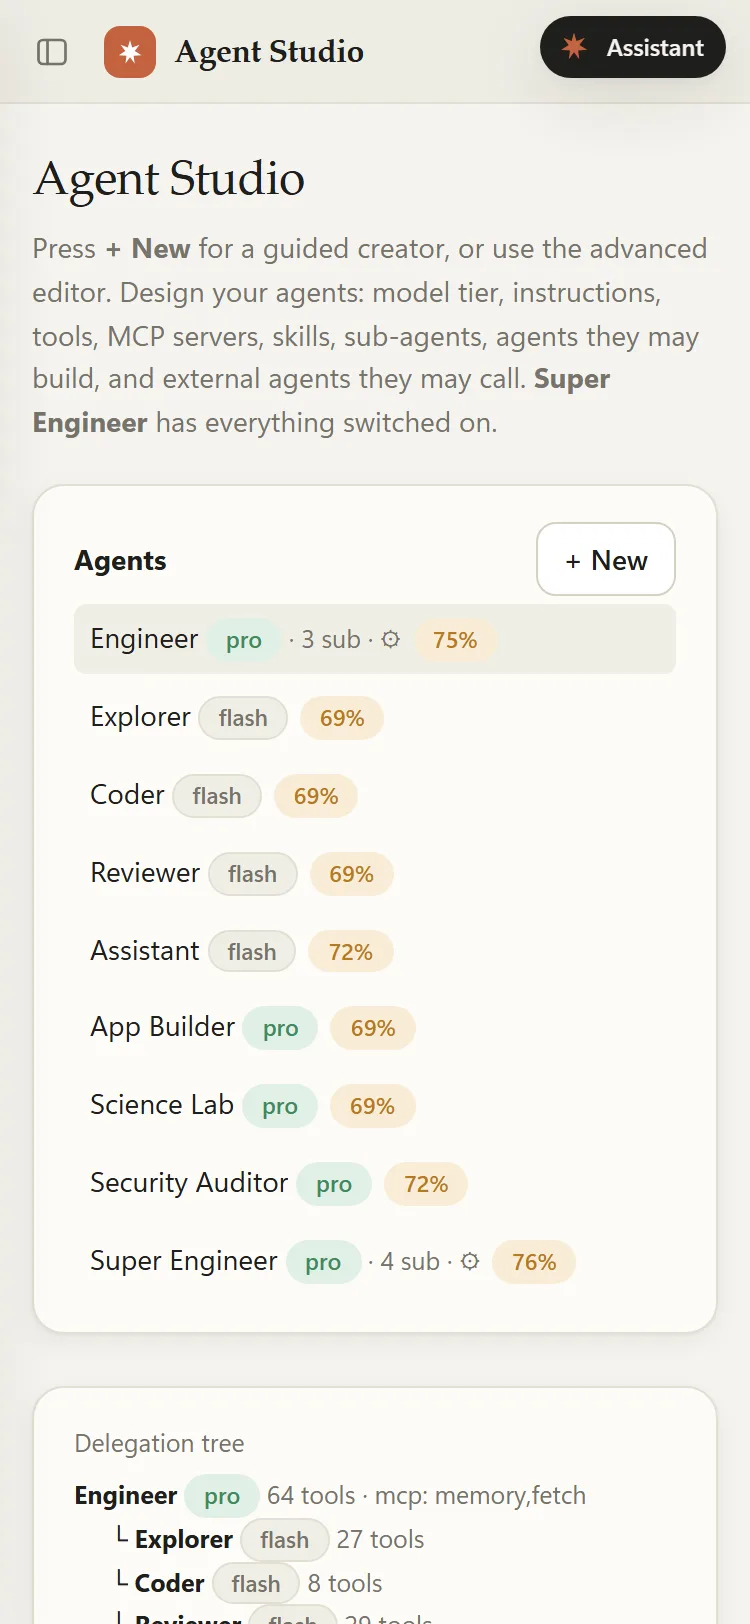 Agent Studio
Assistant
Agent Studio
Press + New for a guided creator, or use the advanced
editor. Design your agents: model tier, instructions,
tools, MCP servers, skills, sub-agents, agents they may
build, and external agents they may call. Super
Engineer has everything switched on.
Agents
+ New
Engineer pro · 3 sub · ⚙ 75%
Explorer flash 69%
Coder flash 69%
Reviewer flash 69%
Assistant flash 72%
App Builder pro 69%
Science Lab pro 69%
Security Auditor pro 72%
Super Engineer pro · 4 sub · ⚙ 76%
Delegation tree
Engineer pro 64 tools · mcp: memory,fetch
└ Explorer flash 27 tools
└ Coder flash 8 tools
└ Reviewer flash 29 tools